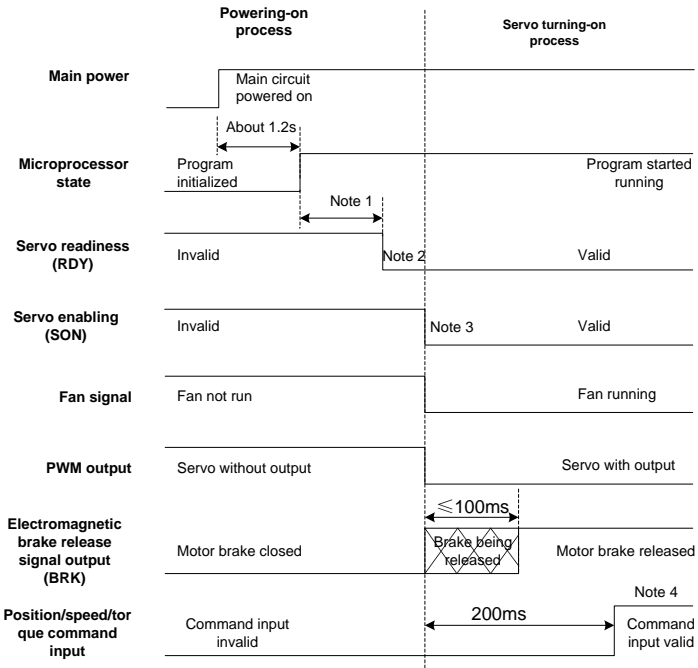 Powering-on
process
Servo turning-on
process
Main power
Main circuit
powered on
About 1.2s
Microprocessor
state
Program
initialized
Program started
running
Note 1
Servo readiness
(RDY)
Invalid
Note 2
Valid
Servo enabling
(SON)
Invalid
Note 3
Valid
Fan signal
Fan not run
Fan running
PWM output
Servo without output
Servo with output
≤100ms
Electromagnetic
brake release
signal output
(BRK)
Motor brake closed
Brake being
released
Motor brake released
Note 4
Position/speed/tor
que command
input
Command input
invalid
200ms
Command
input valid